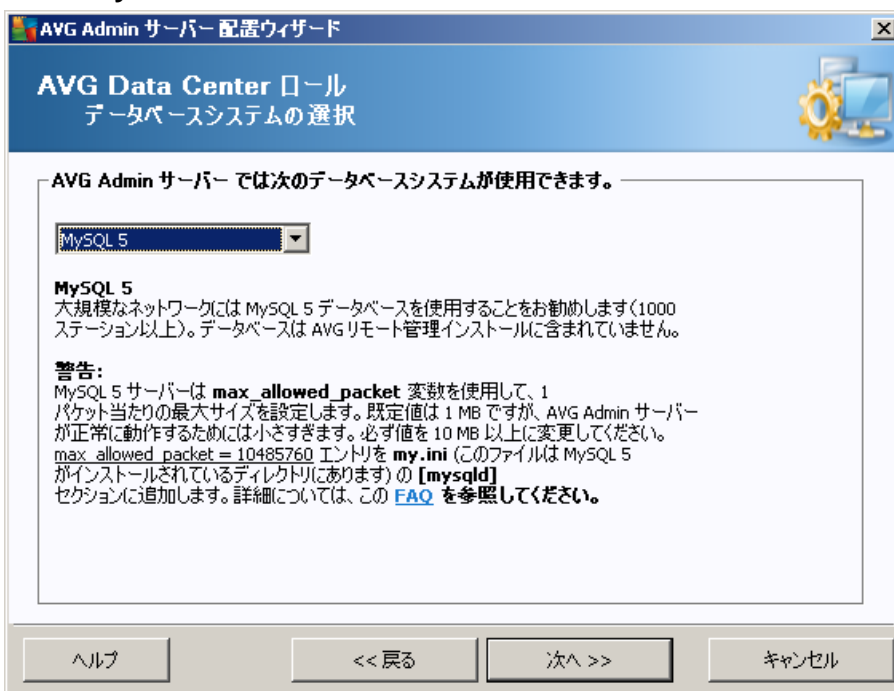 AVG Admin サーバー 配置ウィザード
AVG Data Center ロール
データベースシステムの選択
AVG Admin サーバー では次のデータベースシステムが使用できます。
MySQL 5
MySQL 5
大規模なネットワークには MySQL 5 データベースを使用することをお勧めします(1000
ステーション以上)。データベースは AVG リモート管理インストールに含まれていません。
警告:
MySQL 5 サーバーは max_allowed_packet 変数を使用して、1
パケット当たりの最大サイズを設定します。既定値は 1 MB ですが、AVG Admin サーバー
が正常に動作するためには小さすぎます。必ず値を 10 MB 以上に変更してください。
max_allowed_packet = 10485760 エントリを my.ini (このファイルは MySQL 5
がインストールされているディレクトリにあります) の [mysqld]
セクションに追加します。詳細については、この FAQ を参照してください。
ヘルプ
<< 戻る
次へ >>
キャンセル